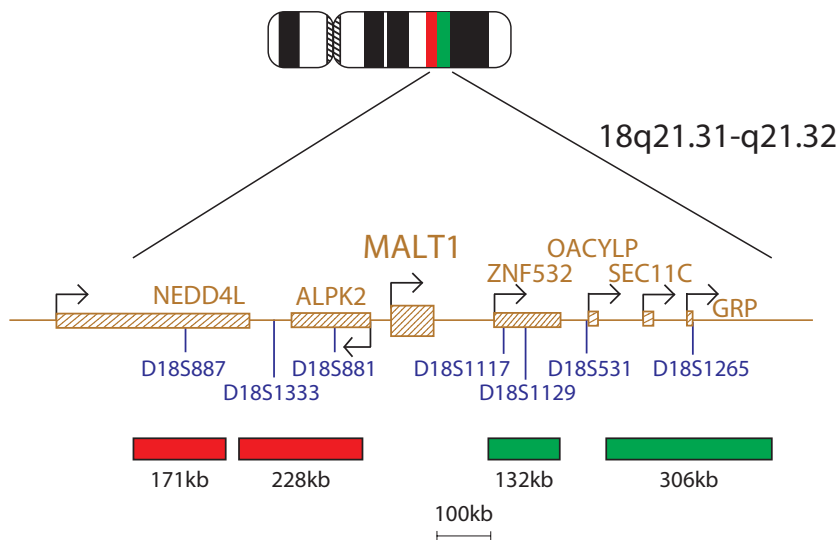 18q21.31-q21.32
MALT1
OACYLP
ZNF532
SEC11C
NEDD4L
ALPK2
GRP
D18S887
D18S881
D18S1117
D18S531
D18S1265
D18S1333
D18S1129
171kb
228kb
132kb
306kb
100kb